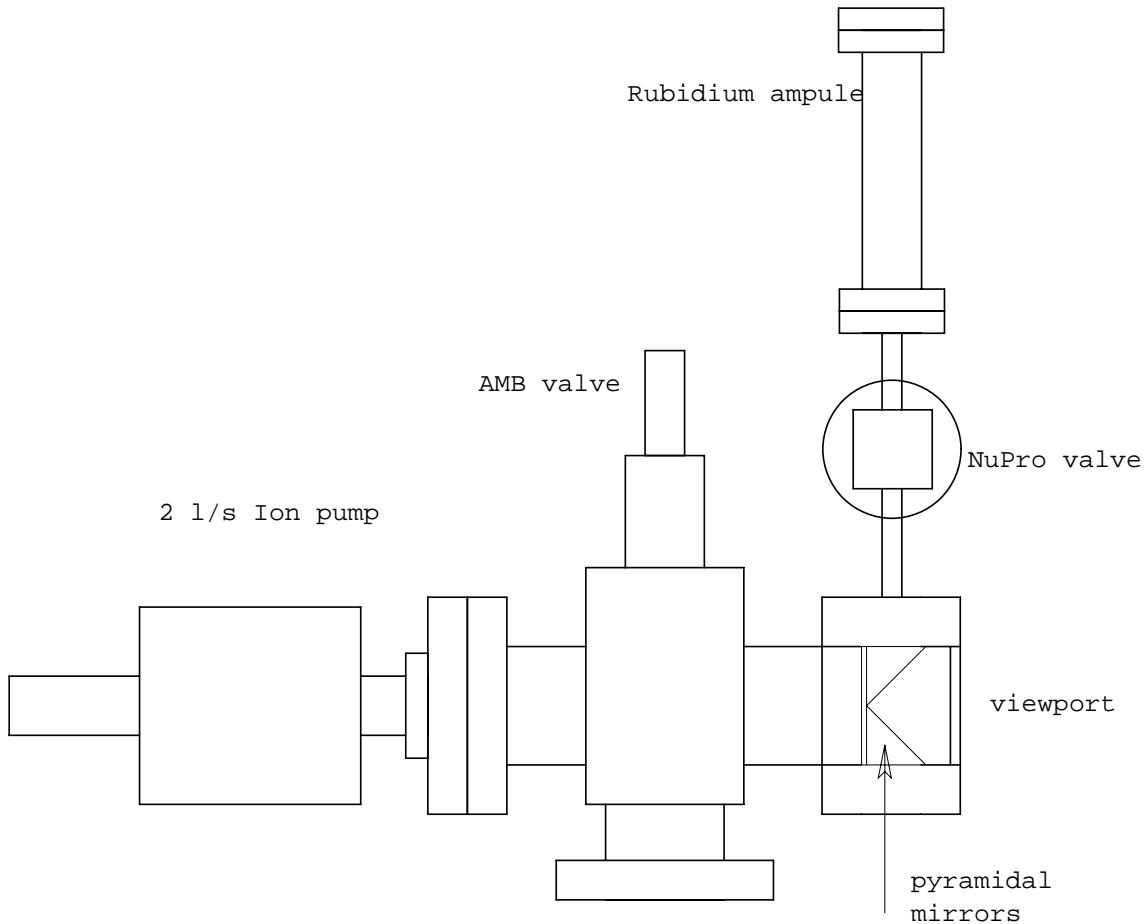 Rubidium ampule
AMB valve
NuPro valve
2 l/s Ion pump
viewport
pyramidal
mirrors